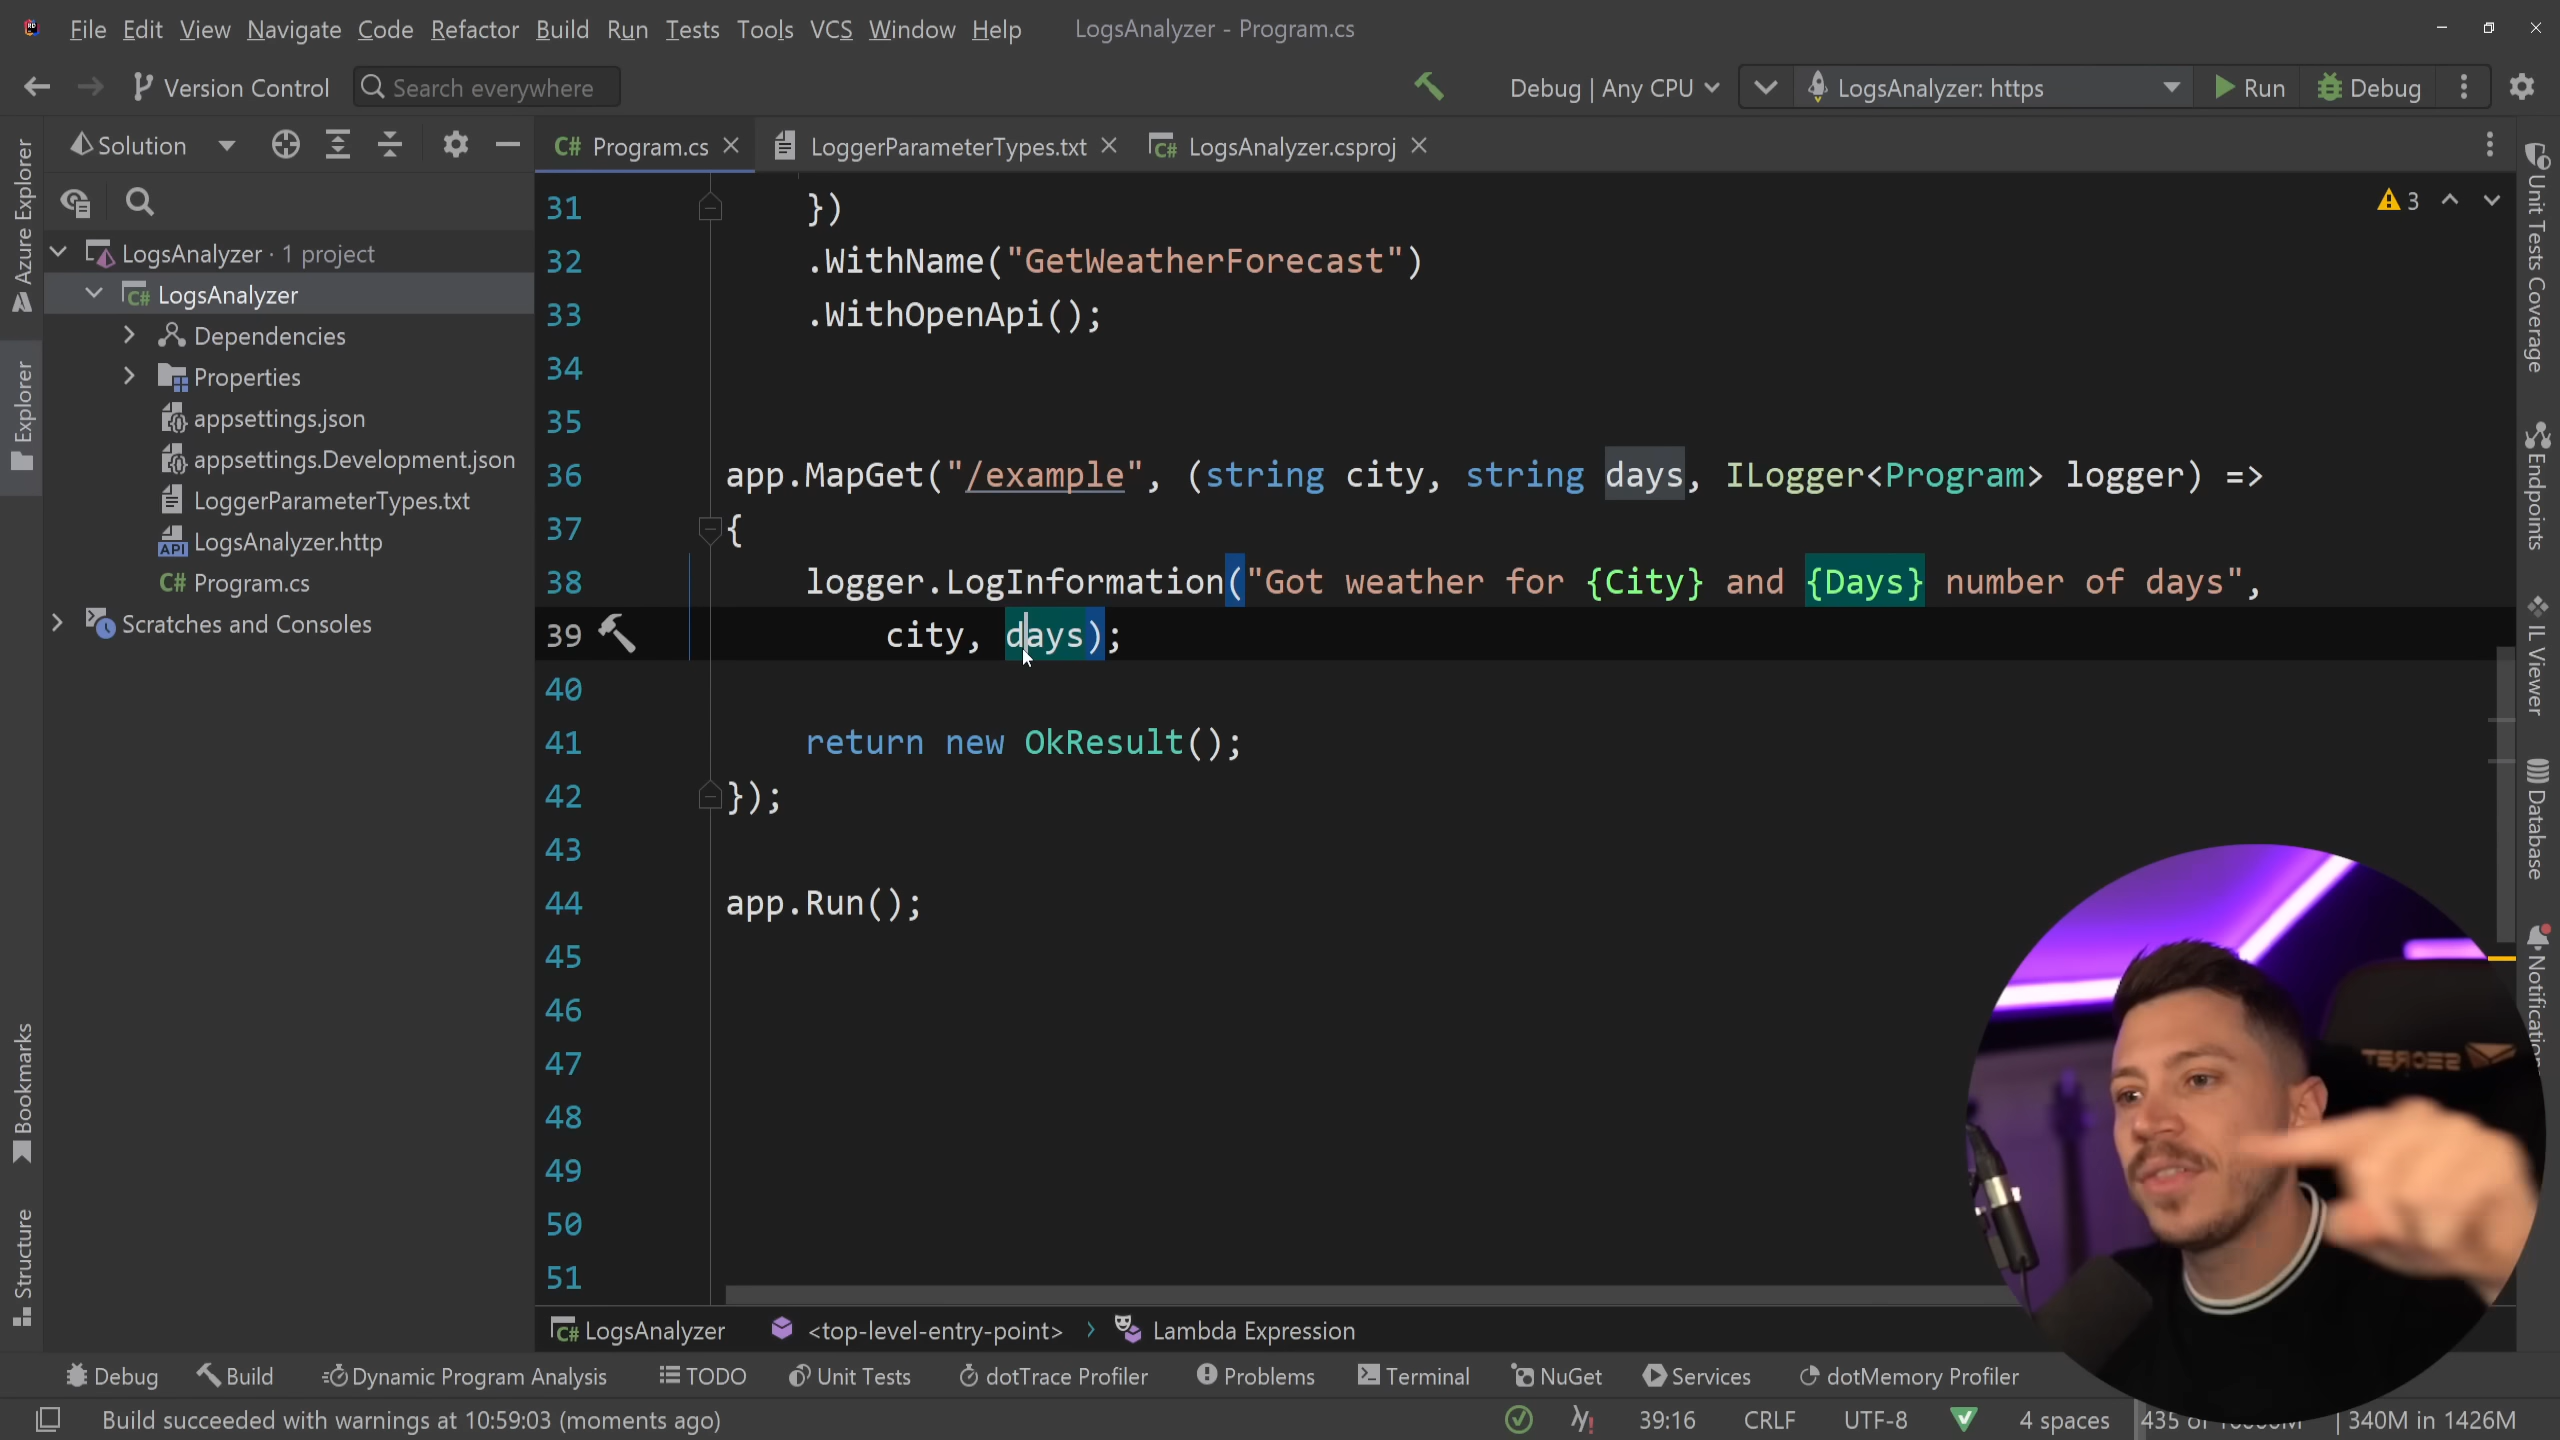 File Edit View Navigate Code Refactor Build Run Tests Tools VCS Window Help LogsAnalyzer - Program.cs
Version Control Search everywhere Debug | Any CPU LogsAnalyzer: https Run Debug
Solution Program.cs LoggerParameterTypes.txt LogsAnalyzer.csproj
Azure Explorer
Explorer
Bookmarks
Structure
LogsAnalyzer · 1 project
LogsAnalyzer
Dependencies
Properties
appsettings.json
appsettings.Development.json
LoggerParameterTypes.txt
LogsAnalyzer.http
C# Program.cs
Scratches and Consoles
3
31 })
32 .WithName("GetWeatherForecast")
33 .WithOpenApi();
34
35
36 app.MapGet("/example", (string city, string days, ILogger<Program> logger) =>
37 {
38 logger.LogInformation("Got weather for {City} and {Days} number of days",
39 city, days);
40
41 return new OkResult();
42 });
43
44 app.Run();
45
46
47
48
49
50
51
Unit Tests Coverage
Endpoints
IL Viewer
Database
SECRET
LogsAnalyzer <top-level-entry-point> › Lambda Expression
Debug Build Dynamic Program Analysis TODO Unit Tests dotTrace Profiler Problems Terminal NuGet Services dotMemory Profiler
Build succeeded with warnings at 10:59:03 (moments ago) 39:16 CRLF UTF-8 4 spaces 340M in 1426M